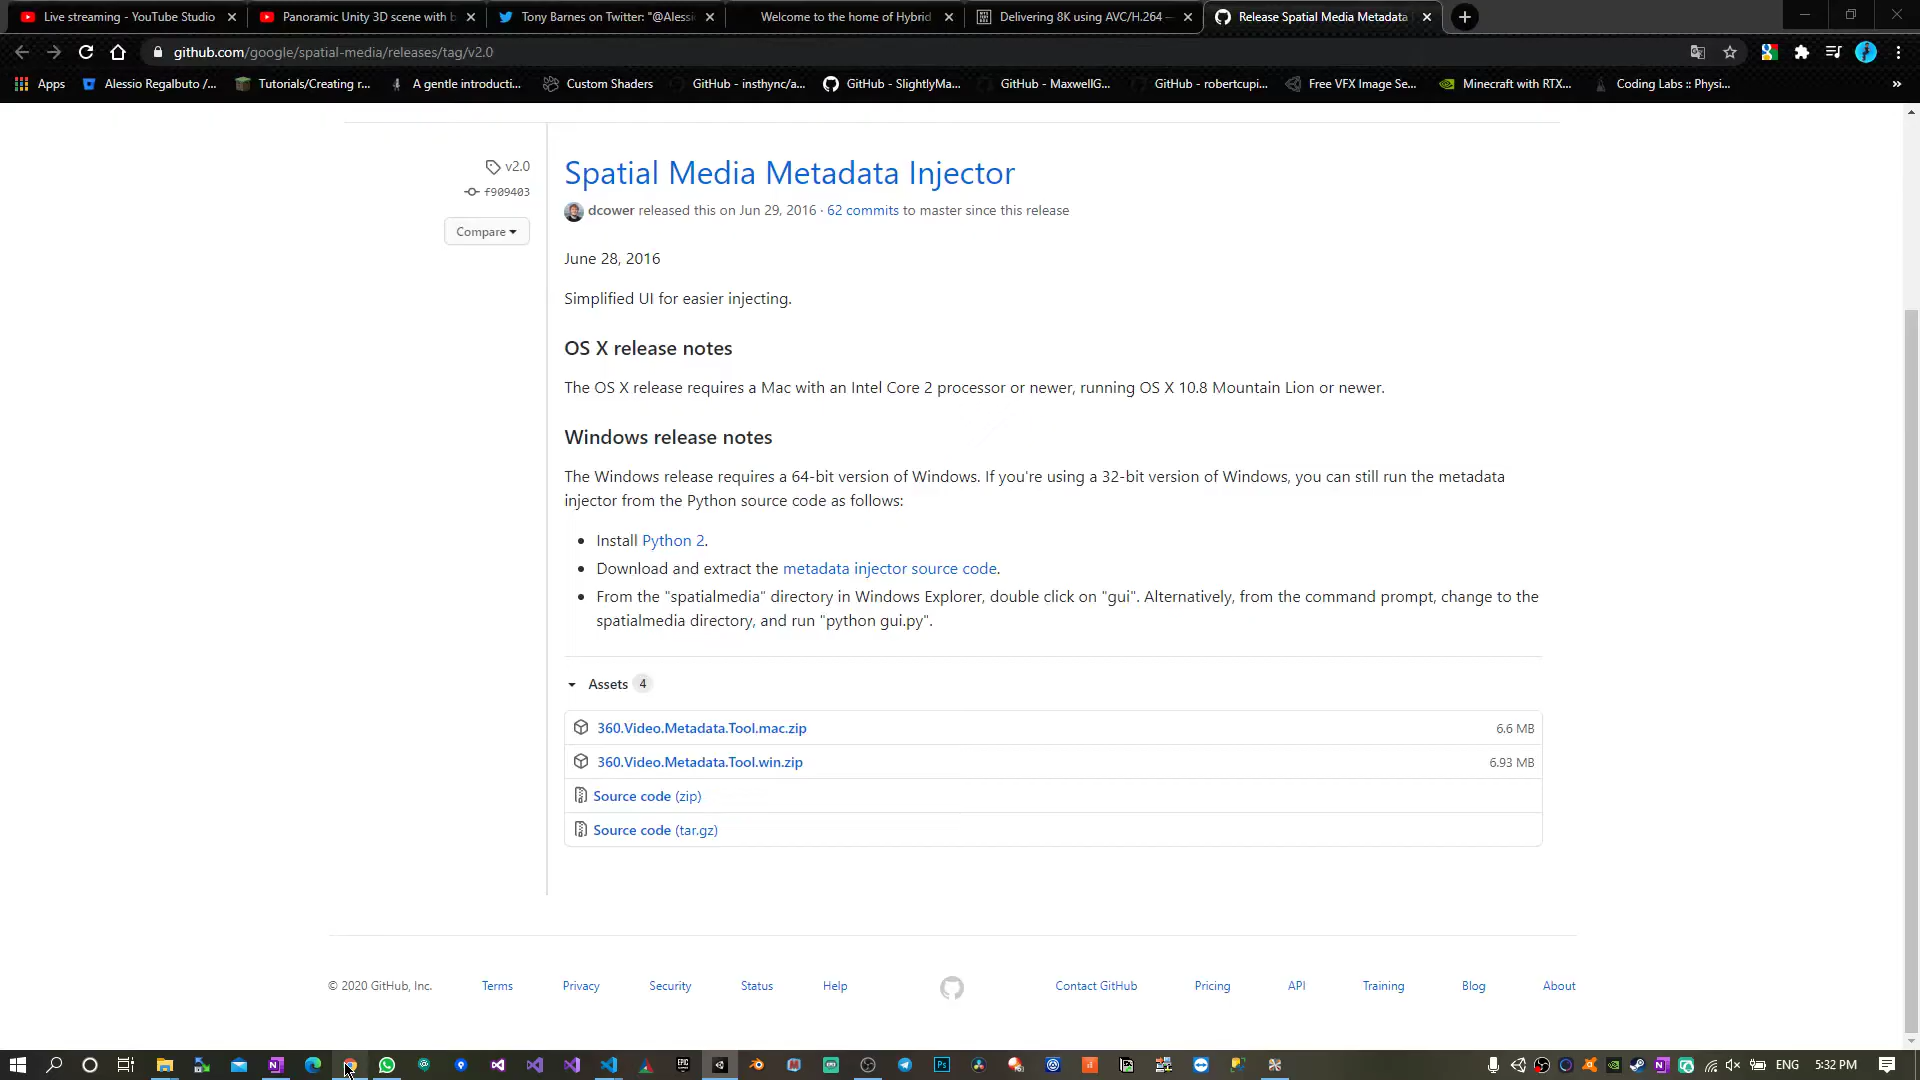 Live streaming - YouTube Studio
Panoramic Unity 3D scene with b
Tony Barnes on Twitter: "@Alessi
Welcome to the home of Hybrid
Delivering 8K using AVC/H.264 –
Release Spatial Media Metadata
github.com/google/spatial-media/releases/tag/v2.0
Apps
Alessio Regalbuto /...
Tutorials/Creating r...
A gentle introducti...
Custom Shaders
GitHub - insthync/a...
GitHub - SlightlyMa...
GitHub - MaxwellG...
GitHub - robertcupi...
Free VFX Image Se...
Minecraft with RTX...
Coding Labs :: Physi...
»
v2.0
f909403
Compare
Spatial Media Metadata Injector
dcower released this on Jun 29, 2016 · 62 commits to master since this release
June 28, 2016
Simplified UI for easier injecting.
OS X release notes
The OS X release requires a Mac with an Intel Core 2 processor or newer, running OS X 10.8 Mountain Lion or newer.
Windows release notes
The Windows release requires a 64-bit version of Windows. If you're using a 32-bit version of Windows, you can still run the metadata
injector from the Python source code as follows:
• Install Python 2.
• Download and extract the metadata injector source code.
• From the "spatialmedia" directory in Windows Explorer, double click on "gui". Alternatively, from the command prompt, change to the
spatialmedia directory, and run "python gui.py".
Assets 4
360.Video.Metadata.Tool.mac.zip 6.6 MB
360.Video.Metadata.Tool.win.zip 6.93 MB
Source code (zip)
Source code (tar.gz)
© 2020 GitHub, Inc. Terms Privacy Security Status Help Contact GitHub Pricing API Training Blog About
ENG 5:32 PM